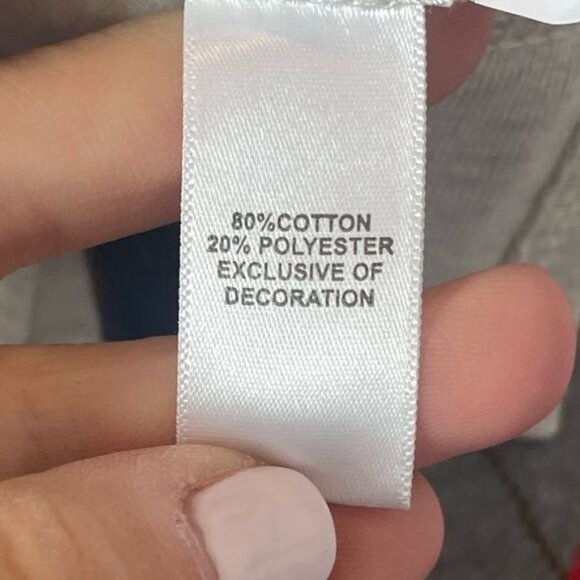 80%COTTON
20% POLYESTER
EXCLUSIVE OF
DECORATION